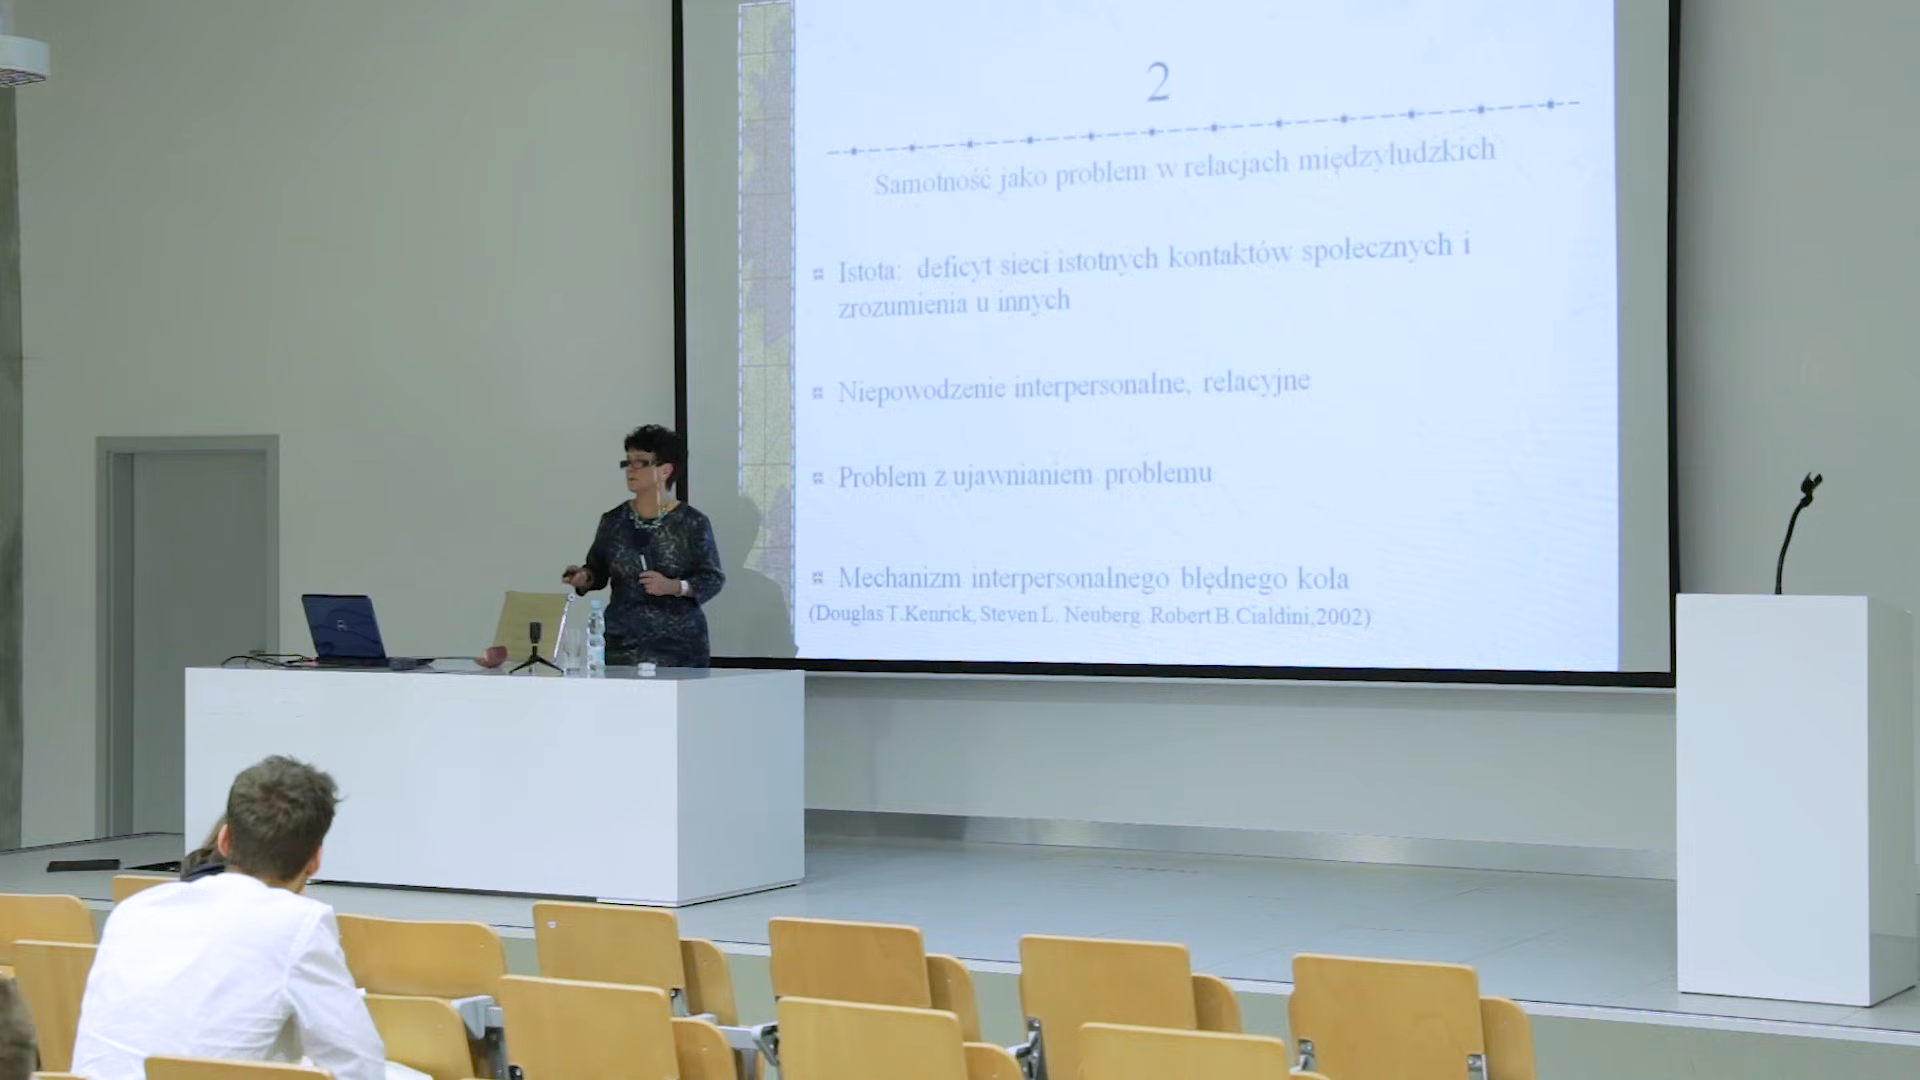 2
Samotność jako problem w relacjach międzyludzkich
Istota: deficyt sieci istotnych kontaktów społecznych i
zrozumienia u innych
Niepowodzenie interpersonalne, relacyjne
Problem z ujawnianiem problemu
Mechanizm interpersonalnego błędnego koła
(Douglas T.Kenrick, Steven L. Neuberg. Robert B.Cialdini,2002)